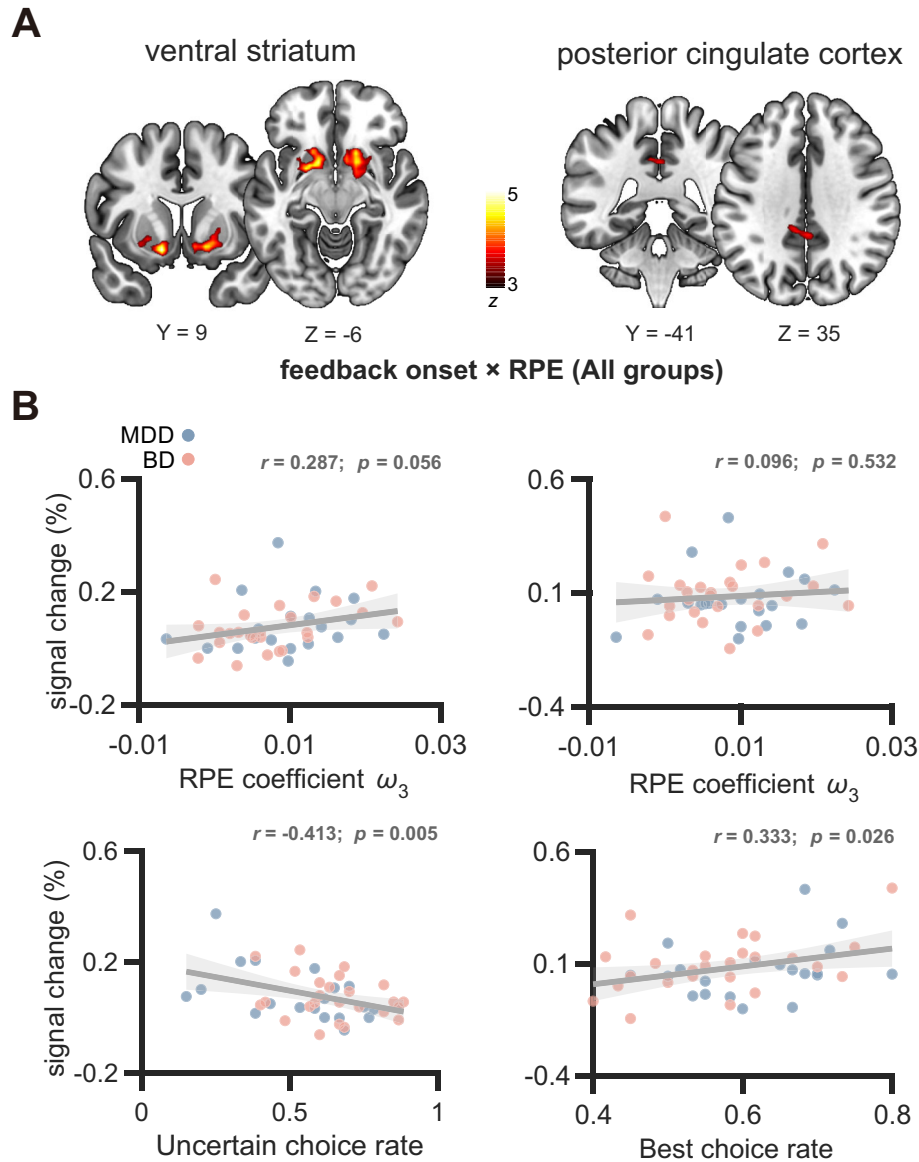 A
ventral striatum
posterior cingulate cortex
5
3
z
Y = 9
Z = -6
Y = -41
Z = 35
feedback onset × RPE (All groups)
B
MDD
BD
r = 0.287; p = 0.056
signal change (%)
0.6
0.2
-0.2
-0.01
0.01
0.03
RPE coefficient ω3
r = 0.096; p = 0.532
0.6
0.1
-0.4
-0.01
0.01
0.03
RPE coefficient ω3
r = -0.413; p = 0.005
signal change (%)
0.6
0.2
-0.2
0
0.5
1
Uncertain choice rate
r = 0.333; p = 0.026
0.6
0.1
-0.4
0.4
0.6
0.8
Best choice rate